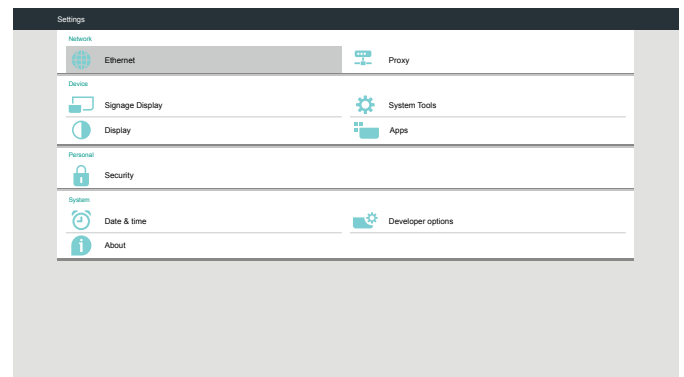 Settings
Network
Ethernet
Proxy
Device
Signage Display
System Tools
Display
Apps
Personal
Security
System
Date & time
Developer options
About